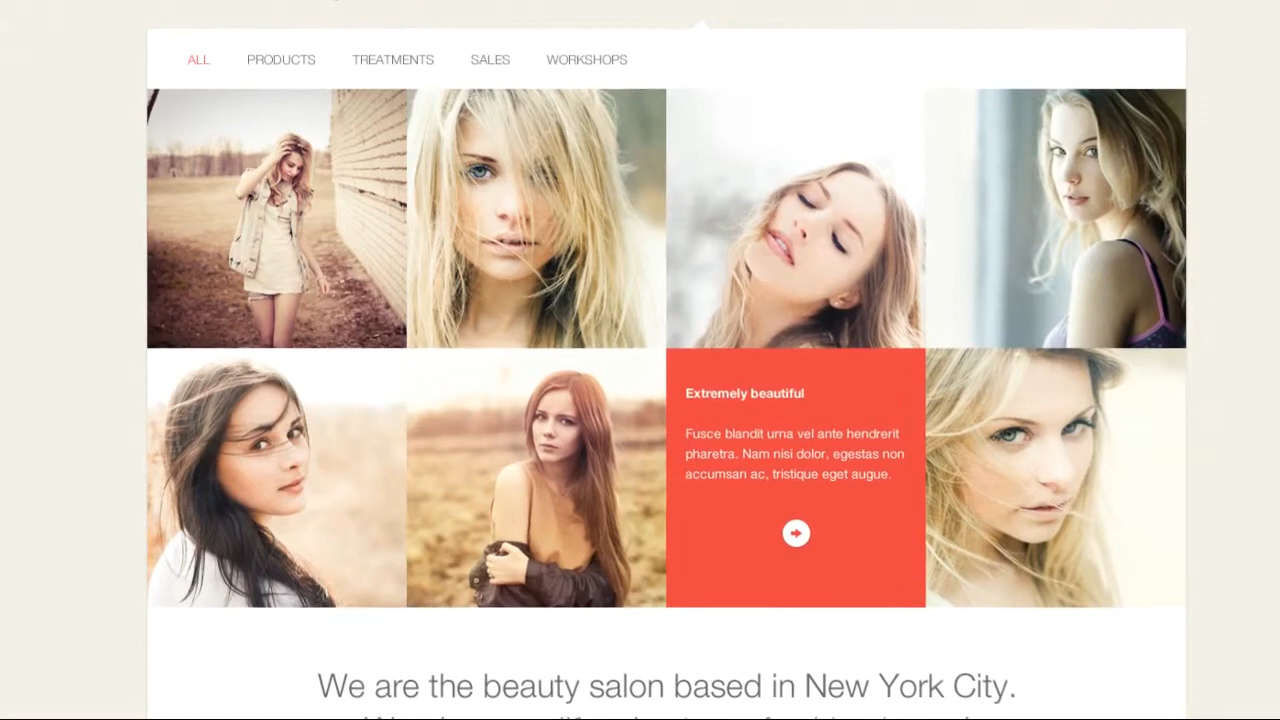 ALL PRODUCTS TREATMENTS SALES WORKSHOPS
Extremely beautiful
Fusce blandit urna vel ante hendrerit
pharetra. Nam nisi dolor, egestas non
accumsan ac, tristique eget augue.
We are the beauty salon based in New York City.